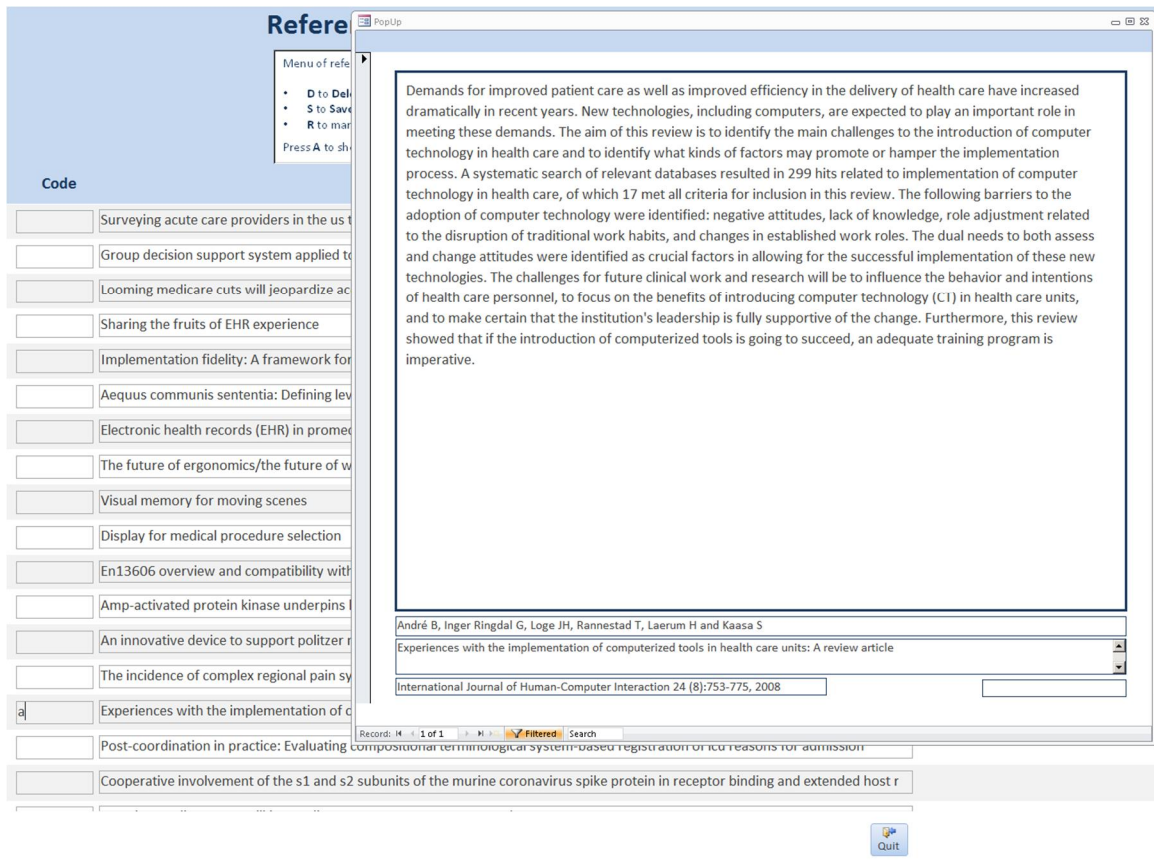 Refere
Menu of refe
• D to Dele
• S to Save
• R to mar
Press A to sh
Code
Surveying acute care providers in the us t
Group decision support system applied to
Looming medicare cuts will jeopardize ac
Sharing the fruits of EHR experience
Implementation fidelity: A framework for
Aequus communis sententia: Defining lev
Electronic health records (EHR) in promed
The future of ergonomics/the future of w
Visual memory for moving scenes
Display for medical procedure selection
En13606 overview and compatibility with
Amp-activated protein kinase underpins
An innovative device to support politzer
The incidence of complex regional pain sy
a
Experiences with the implementation of c
Post-coordination in practice: Evaluating compositional terminological system-based registration of icd reasons for admission
Cooperative involvement of the s1 and s2 subunits of the murine coronavirus spike protein in receptor binding and extended host r
PopUp
Demands for improved patient care as well as improved efficiency in the delivery of health care have increased
dramatically in recent years. New technologies, including computers, are expected to play an important role in
meeting these demands. The aim of this review is to identify the main challenges to the introduction of computer
technology in health care and to identify what kinds of factors may promote or hamper the implementation
process. A systematic search of relevant databases resulted in 299 hits related to implementation of computer
technology in health care, of which 17 met all criteria for inclusion in this review. The following barriers to the
adoption of computer technology were identified: negative attitudes, lack of knowledge, role adjustment related
to the disruption of traditional work habits, and changes in established work roles. The dual needs to both assess
and change attitudes were identified as crucial factors in allowing for the successful implementation of these new
technologies. The challenges for future clinical work and research will be to influence the behavior and intentions
of health care personnel, to focus on the benefits of introducing computer technology (CT) in health care units,
and to make certain that the institution's leadership is fully supportive of the change. Furthermore, this review
showed that if the introduction of computerized tools is going to succeed, an adequate training program is
imperative.
André B, Inger Ringdal G, Loge JH, Rannestad T, Laerum H and Kaasa S
Experiences with the implementation of computerized tools in health care units: A review article
International Journal of Human-Computer Interaction 24 (8):753-775, 2008
Record: 1 of 1 Filtered Search
Quit